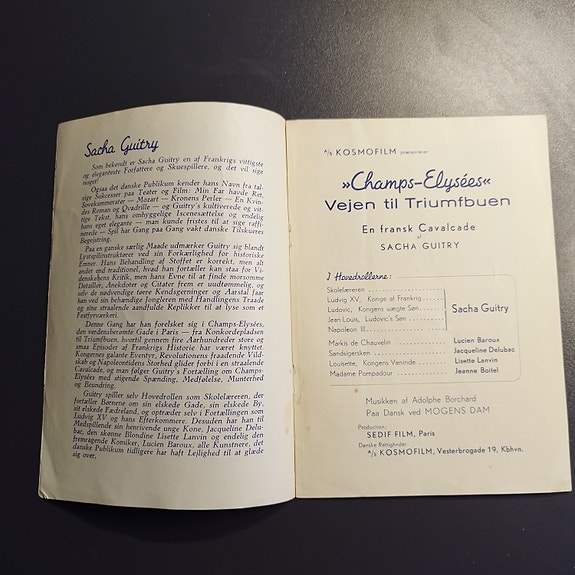 Sacha Guitry
Som bekendt er Sacha Guitry en af Frankrigs vittigste
og eleganteste Forfattere og Skuespillere, og det vil sige
noget!
Ogsaa det danske Publikum kender hans Navn fra tal-
rige Sukcesser paa Teater og Film: Min Far havde Ret,
Søvekammerater — Mozart — Kronens Perler — En Kvin-
des Roman og Quadrille — og Guitry's kultiverede og vit-
tige Tekst, hans omhyggelige Iscenesættelse og endelig
hans eget elegante — man kunde fristes til at sige raffi-
nerede — Spil har Gang paa Gang vakt danske Tilskueres
Begejstring.
Paa en ganske særlig Maade udmærker Guitry sig blandt
Lystspilinstruktører ved sin Forkærlighed for historiske
Emner. Hans Behandling af Stoffet er korrekt, men alt
andet end traditionel, hvad han fortæller kan staa for Vi-
denskabens Kritik, men hans Evne til at finde morsomme
Detailler, Anekdoter og Citater frem er uudtømmelig, og
selv de nødvendige tørre Kendsgerninger og Aarstal faar
han ved sin behændige Jongleren med Handlingens Traade
og sine straalende aandfulde Replikker til at lyse som et
Festfyrværkeri.
Denne Gang har han forelsket sig i Champs-Elysées,
den verdensberømte Gade i Paris — fra Konkordepladsen
til Triumfbuen, hvortil gennem fire Aarhundreder store og
smaa Episoder af Frankrigs Historie har været knyttet.
Kongernes galante Eventyr, Revolutionens fraadende Vild-
skab og Napoleontidens Storhed glider forbi i en straalende
Cavalcade, og man følger Guitry's Fortælling om Champs-
Elysées med stigende Spænding, Medfølelse, Munterhed
og Beundring.
Guitry spiller selv Hovedrollen som Skolelæreren, der
fortæller Børnene om sin elskede Gade, sin elskede By,
sit elskede Fædreland, og optræder selv i Fortællingen som
Ludvig XV og hans Efterkommere. Desuden har han til
Medspillende sin henrivende unge Kone, Jacqueline Delu-
bac, den skønne Blondine Lisette Lanvin og endelig den
fremragende Komiker, Lucien Baroux, alle Kunstnere, det
danske Publikum tidligere har haft Lejlighed til at glæde
sig over.
A/S KOSMOFILM præsenterer:
»Champs-Elysées«
Vejen til Triumfbuen
En fransk Cavalcade
af
SACHA GUITRY
I Hovedrollerne:
Skolelæreren
Ludvig XV, Konge af Frankrig
Ludovic, Kongens uægte Søn
Jean Louis, Ludovic's Søn
Napoleon III
Sacha Guitry
Markis de Chauvelin Lucien Baroux
Sandsigersken Jacqueline Delubac
Louisette, Kongens Veninde Lisette Lanvin
Madame Pompadour Jeanne Boitel
Musikken af Adolphe Borchard
Paa Dansk ved MOGENS DAM
Production:
SEDIF FILM, Paris
Danske Rettigheder
A/S KOSMOFILM, Vesterbrogade 19, Kbhvn.